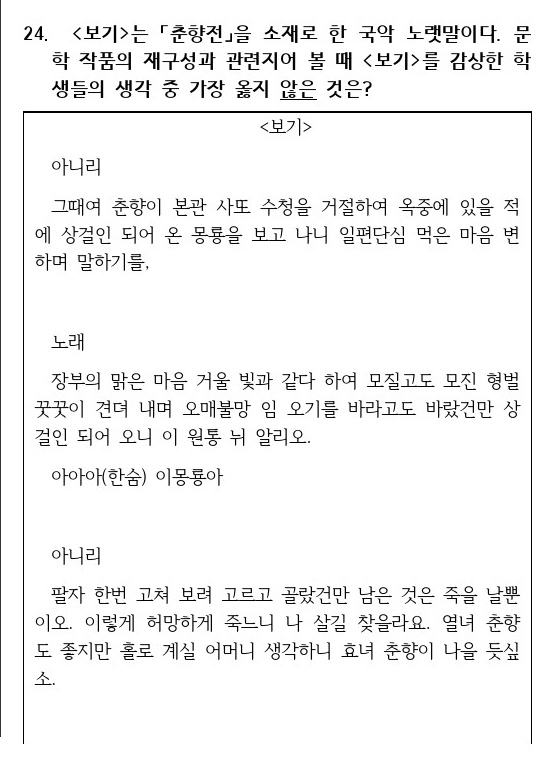 24. <보기>는 「춘향전」을 소재로 한 국악 노랫말이다. 문
학 작품의 재구성과 관련지어 볼 때 <보기>를 감상한 학
생들의 생각 중 가장 옳지 않은 것은?
<보기>
아니리
그때여 춘향이 본관 사또 수청을 거절하여 옥중에 있을 적
에 상걸인 되어 온 몽룡을 보고 나니 일편단심 먹은 마음 변
하며 말하기를,
노래
장부의 맑은 마음 거울 빛과 같다 하여 모질고도 모진 형벌
꿋꿋이 견뎌 내며 오매불망 임 오기를 바라고도 바랐건만 상
걸인 되어 오니 이 원통 뉘 알리오.
아아아(한숨) 이몽룡아
아니리
팔자 한번 고쳐 보려 고르고 골랐건만 남은 것은 죽을 날뿐
이오. 이렇게 허망하게 죽느니 나 살길 찾을라요. 열녀 춘향
도 좋지만 홀로 계실 어머니 생각하니 효녀 춘향이 나을 듯싶
소.